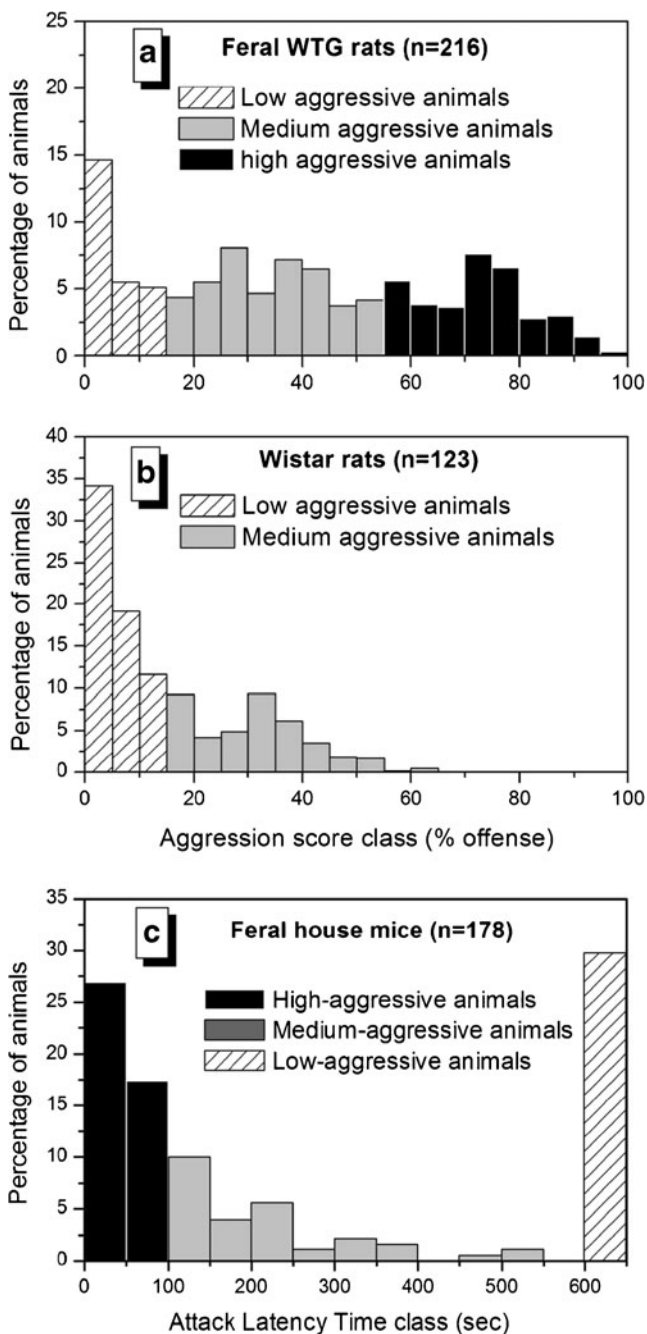 a
Feral WTG rats (n=216)
Low aggressive animals
Medium aggressive animals
high aggressive animals
Percentage of animals
25
20
15
10
5
0
0 20 40 60 80 100
b
Wistar rats (n=123)
Low aggressive animals
Medium aggressive animals
Percentage of animals
40
35
30
25
20
15
10
5
0
0 20 40 60 80 100
Aggression score class (% offense)
c
Feral house mice (n=178)
High-aggressive animals
Medium-aggressive animals
Low-aggressive animals
Percentage of animals
35
30
25
20
15
10
5
0
0 100 200 300 400 500 600
Attack Latency Time class (sec)